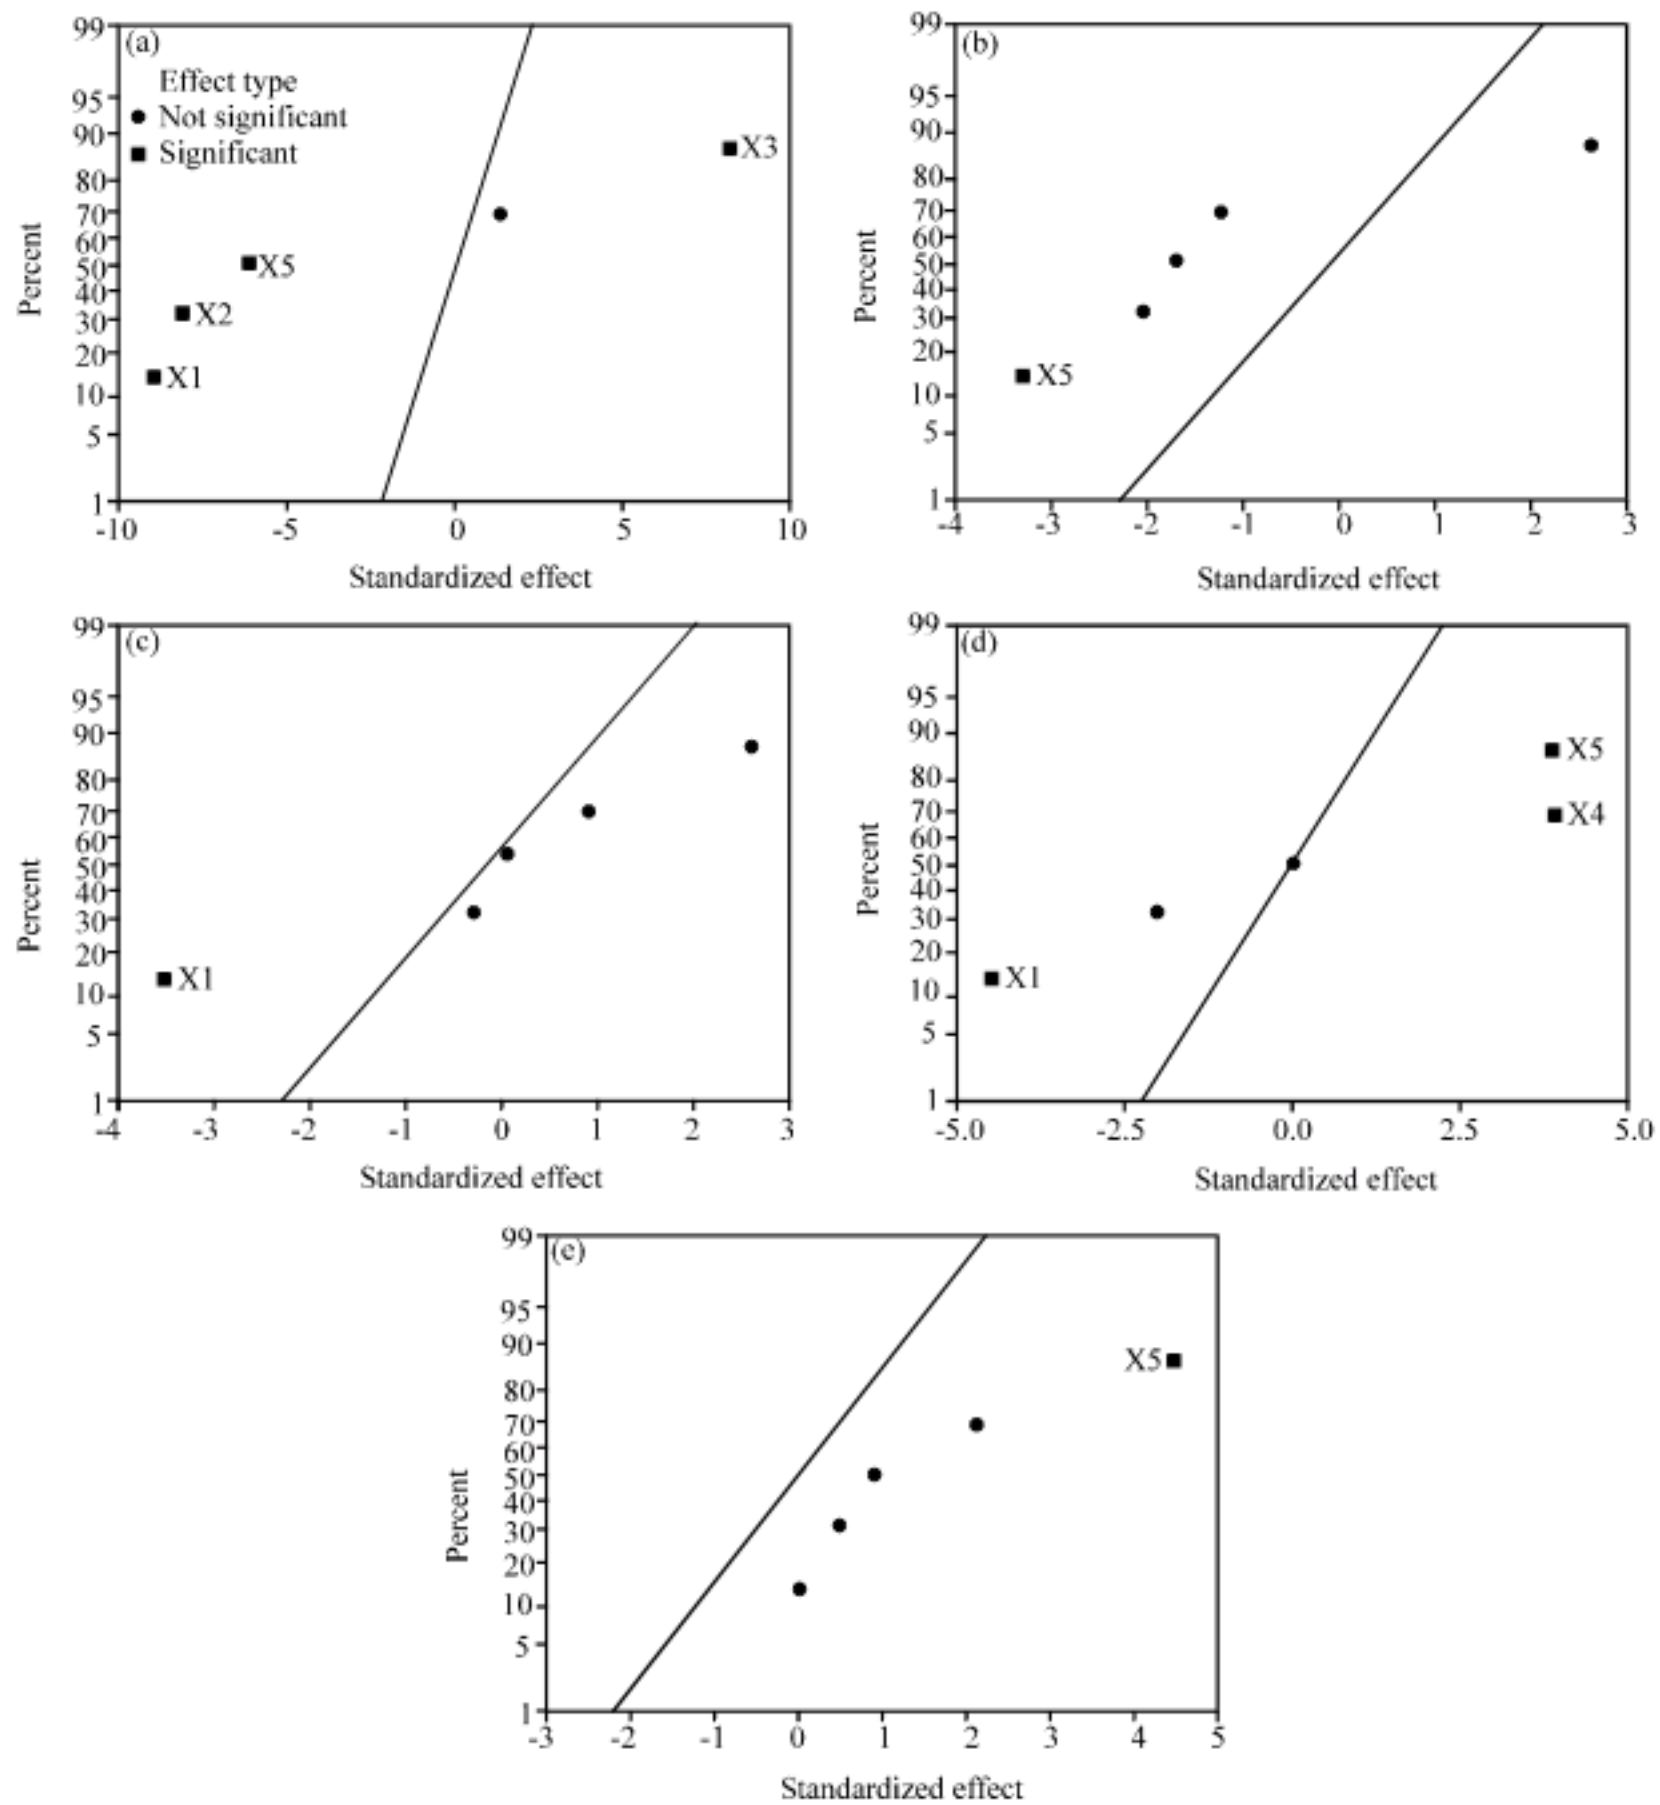 (a)
Effect type
Not significant
Significant
99
95
90
80
70
60
50
40
30
20
10
5
1
Percent
X3
X5
X2
X1
-10 -5 0 5 10
Standardized effect
(b)
99
95
90
80
70
60
50
40
30
20
10
5
1
Percent
X5
-4 -3 -2 -1 0 1 2 3
Standardized effect
(c)
99
95
90
80
70
60
50
40
30
20
10
5
1
Percent
X1
-4 -3 -2 -1 0 1 2 3
Standardized effect
(d)
99
95
90
80
70
60
50
40
30
20
10
5
1
Percent
X5
X4
X1
-5.0 -2.5 0.0 2.5 5.0
Standardized effect
(e)
99
95
90
80
70
60
50
40
30
20
10
5
1
Percent
X5
-3 -2 -1 0 1 2 3 4 5
Standardized effect